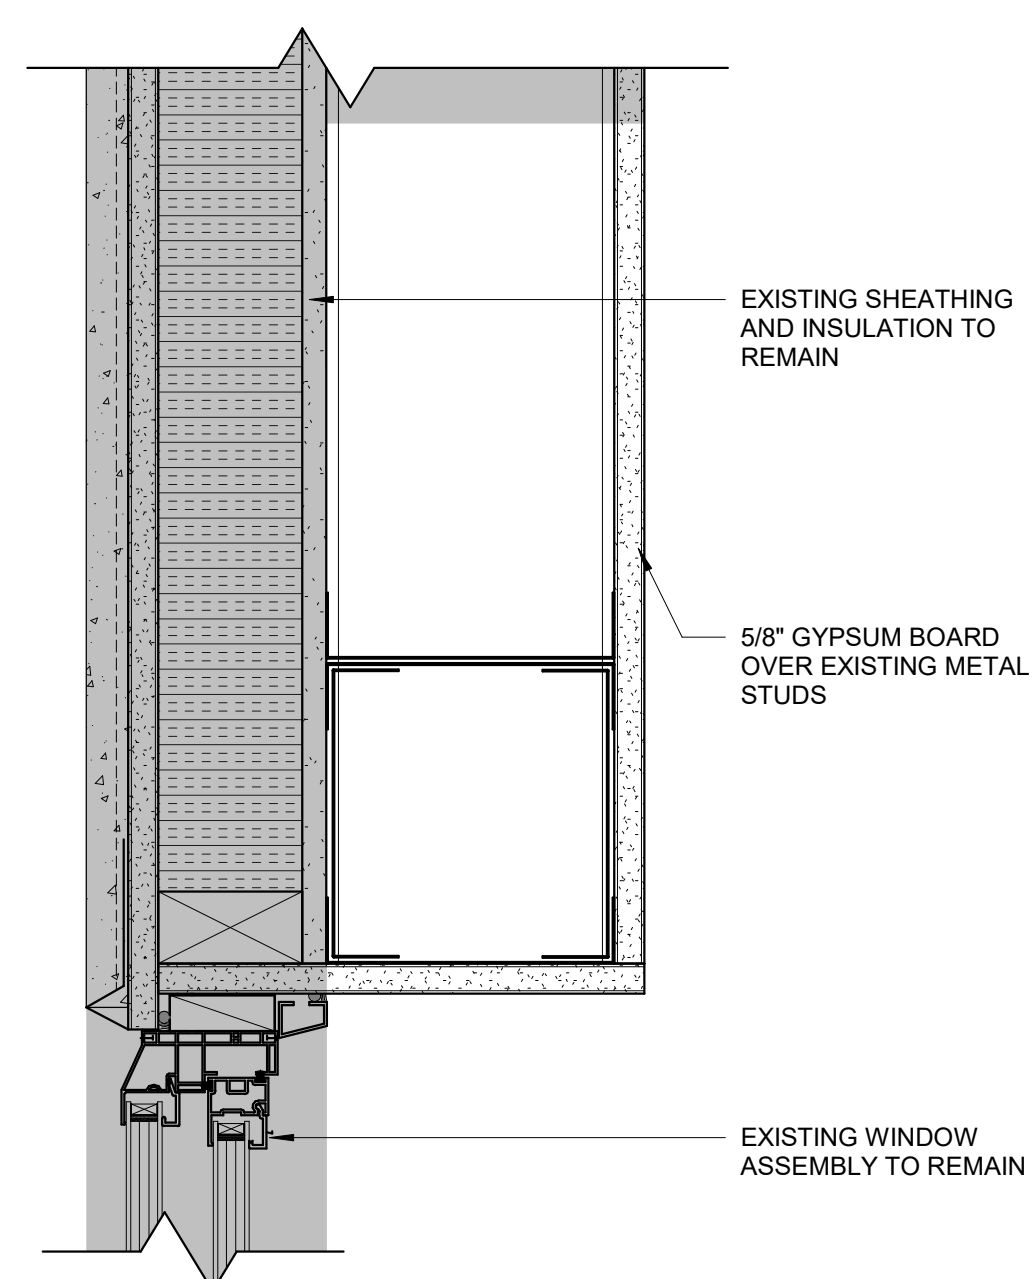 EXISTING SHEATHING
AND INSULATION TO
REMAIN
5/8" GYPSUM BOARD
OVER EXISTING METAL
STUDS
EXISTING WINDOW
ASSEMBLY TO REMAIN